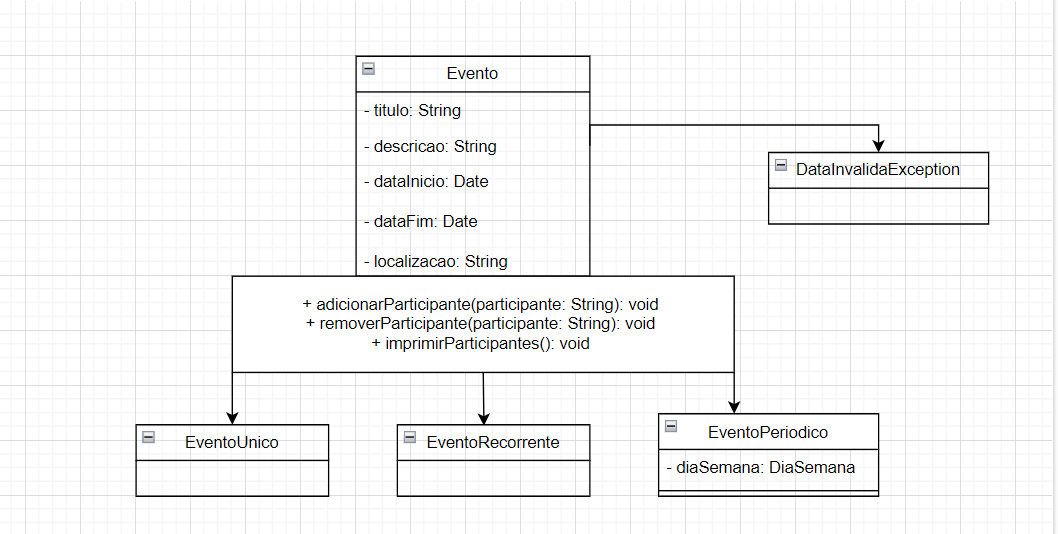 Evento
- titulo: String
- descricao: String
- dataInicio: Date
- dataFim: Date
- localizacao: String
DataInvalidaException
+ adicionarParticipante(participante: String): void
+ removerParticipante(participante: String): void
+ imprimirParticipantes(): void
EventoUnico
EventoRecorrente
EventoPeriodico
- diaSemana: DiaSemana